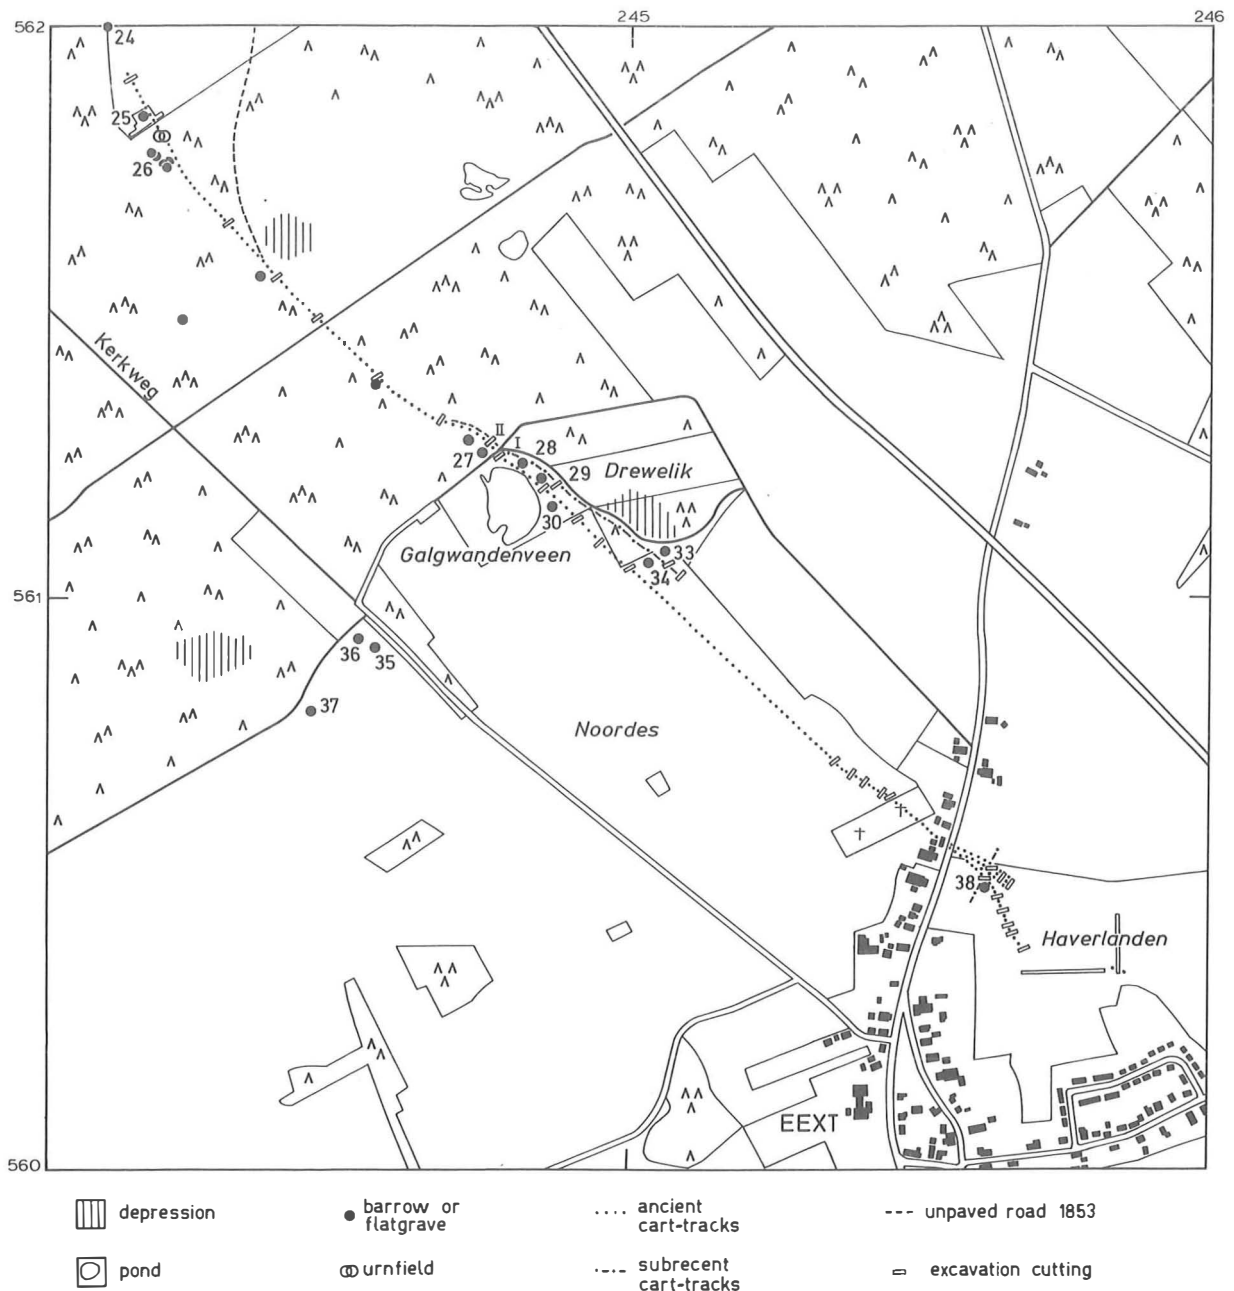 562
245
246
24
25
26
Kerkweg
II
I
28
27
29
Drewelik
30
Galgwandenveen
33
34
561
36
35
37
Noordes
38
Haverlanden
EEXT
560
depression
barrow or
flatgrave
ancient
cart-tracks
unpaved road 1853
pond
urnfield
subrecent
cart-tracks
excavation cutting